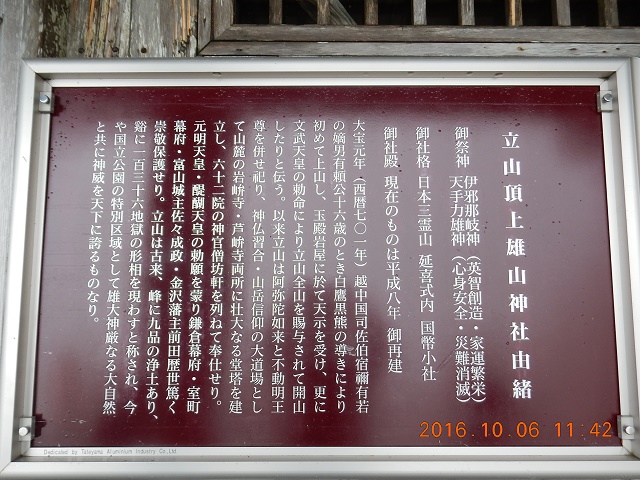 立山頂上雄山神社由緒
御祭神 伊邪那岐神（英智創造・家運繁栄）
天手力雄神（心身安全・災難消滅）
御社格 日本三霊山 延喜式内 国幣小社
御社殿 現在のものは平成八年 御再建
大宝元年（西暦七〇一年）越中国司佐伯宿禰有若
の嫡男有頼公十六歳のとき白鷹黒熊の導きにより
初めて上山し、玉殿岩屋に於て天示を受け、更に
文武天皇の勅命により立山全山を賜与されて開山
したりと伝う。以来立山は阿弥陀如来と不動明王
尊を併せ祀り、神仏習合・山岳信仰の大道場とし
て山麓の岩峅寺・芦峅寺両所に壮大なる堂塔を建
立し、六十二院の神官僧坊軒を列ねて奉仕せり。
元明天皇・醍醐天皇の勅願を蒙り鎌倉幕府・室町
幕府・富山城主佐々成政・金沢藩主前田歴世篤く
崇敬保護せり。立山は古来、峰に九品の浄土あり、
谿に一百三十六地獄の形相を現わすと称され、今
や国立公園の特別区域として雄大神厳なる大自然
と共に神威を天下に誇るものなり。
Dedicated by Tateyama Aluminium Industry Co.,Ltd
2016.10.06 11:42